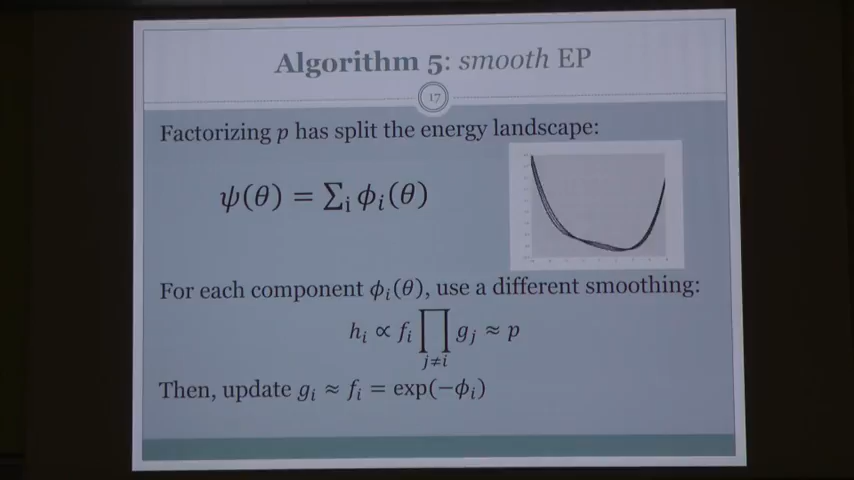 Algorithm 5: smooth EP
17
Factorizing p has split the energy landscape:
ψ(θ) = ∑ᵢ ϕᵢ(θ)
For each component ϕᵢ(θ), use a different smoothing:
hᵢ ∝ fᵢ ∏ gⱼ ≈ p
j≠i
Then, update gᵢ ≈ fᵢ = exp(−ϕᵢ)